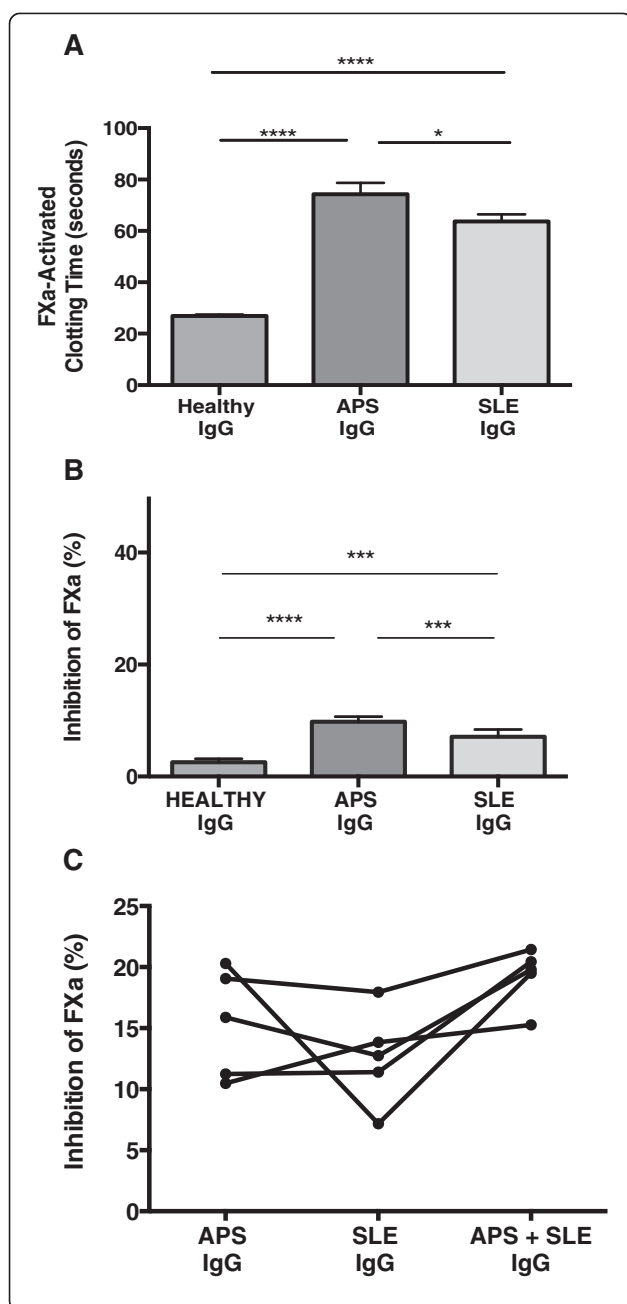 A
****
****
*
100
80
60
40
20
0
FXa-Activated
Clotting Time (seconds)
Healthy
IgG
APS
IgG
SLE
IgG
B
***
****
***
40
20
0
Inhibition of FXa (%)
HEALTHY
IgG
APS
IgG
SLE
IgG
C
25
20
15
10
5
0
Inhibition of FXa (%)
APS
IgG
SLE
IgG
APS + SLE
IgG